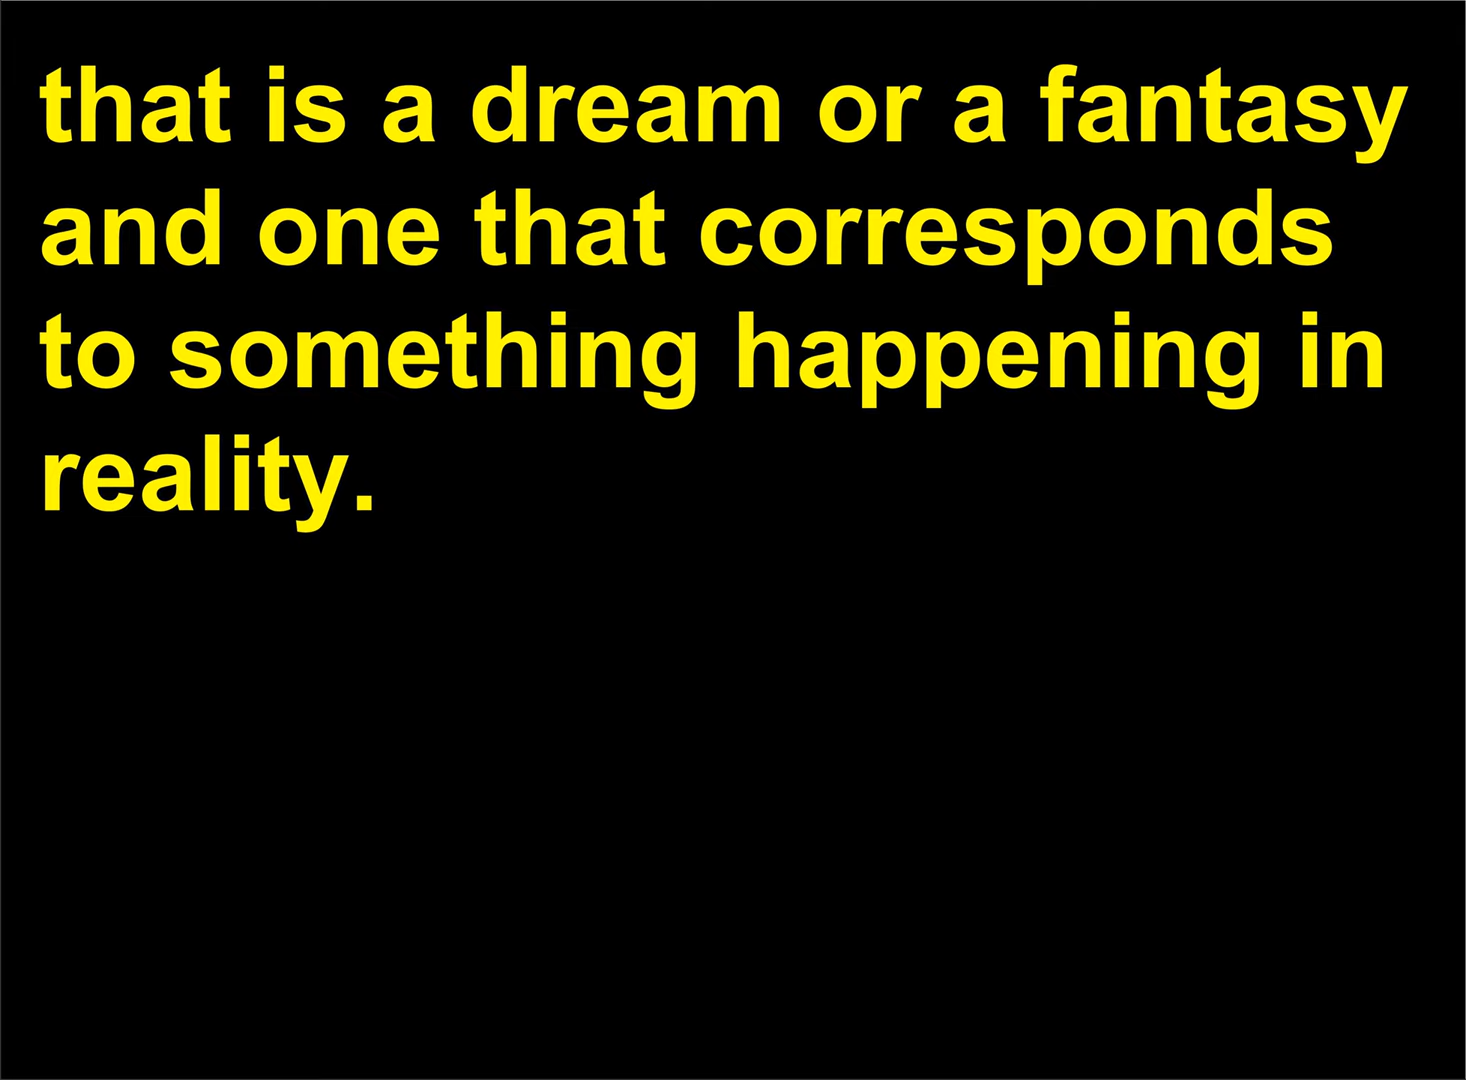 that is a dream or a fantasy
and one that corresponds
to something happening in
reality.